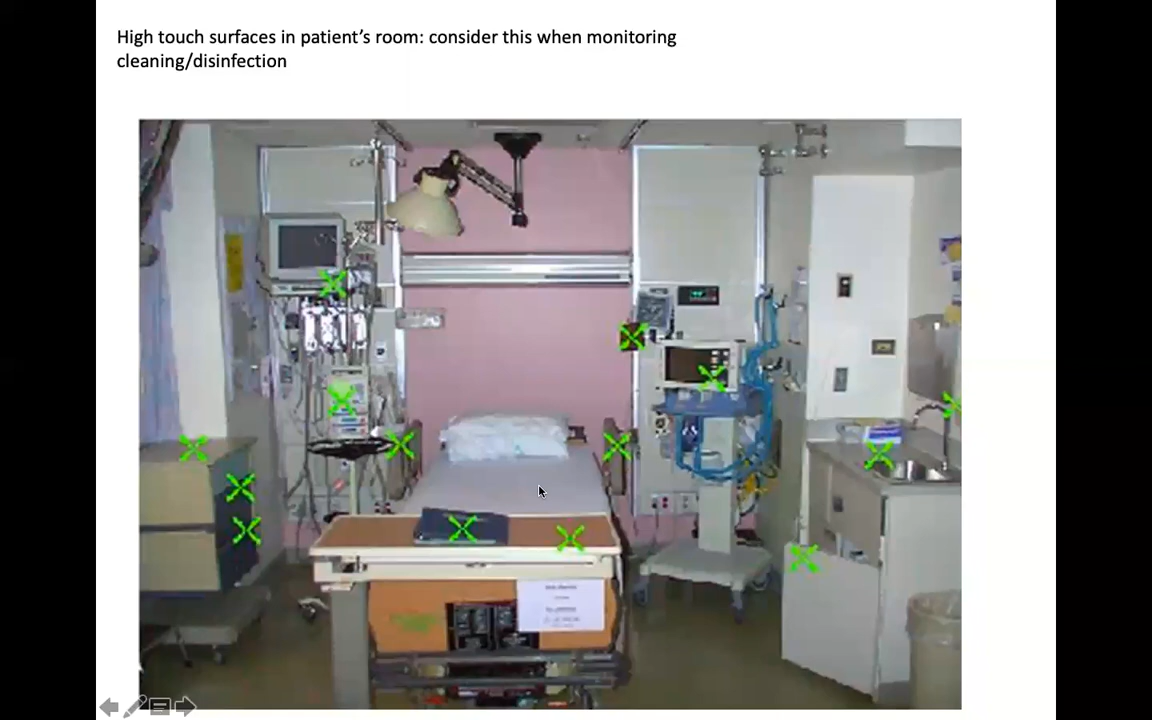 High touch surfaces in patient's room: consider this when monitoring
cleaning/disinfection